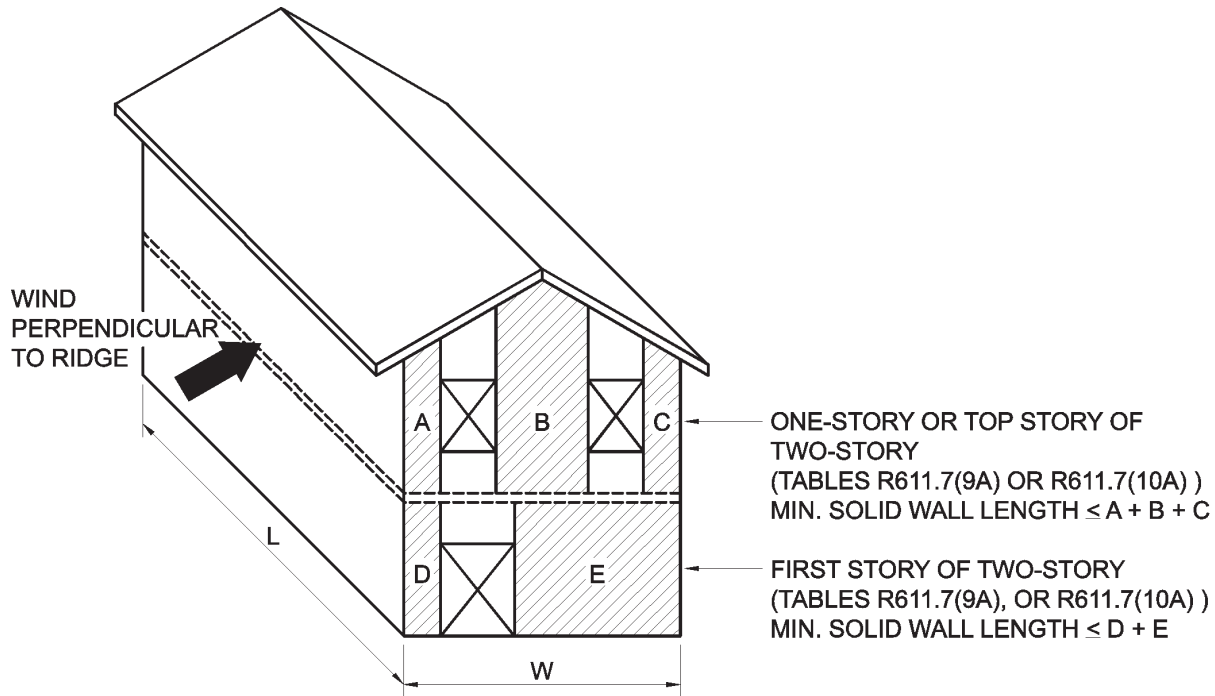 WIND
PERPENDICULAR
TO RIDGE
A
B
C
ONE-STORY OR TOP STORY OF
TWO-STORY
(TABLES R611.7(9A) OR R611.7(10A) )
MIN. SOLID WALL LENGTH ≤ A + B + C
L
D
E
FIRST STORY OF TWO-STORY
(TABLES R611.7(9A), OR R611.7(10A) )
MIN. SOLID WALL LENGTH ≤ D + E
W